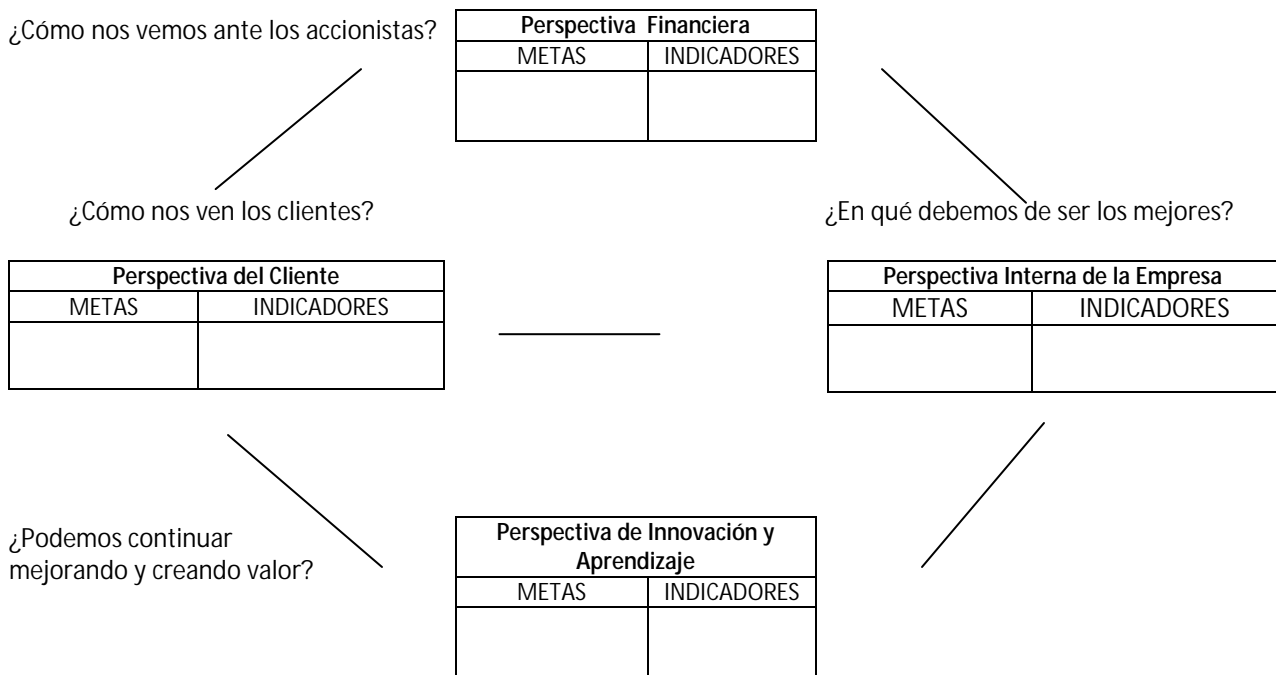 ¿Cómo nos vemos ante los accionistas?
Perspectiva Financiera
METAS INDICADORES
¿Cómo nos ven los clientes?
¿En qué debemos de ser los mejores?
Perspectiva del Cliente
METAS INDICADORES
Perspectiva Interna de la Empresa
METAS INDICADORES
¿Podemos continuar
mejorando y creando valor?
Perspectiva de Innovación y
Aprendizaje
METAS INDICADORES